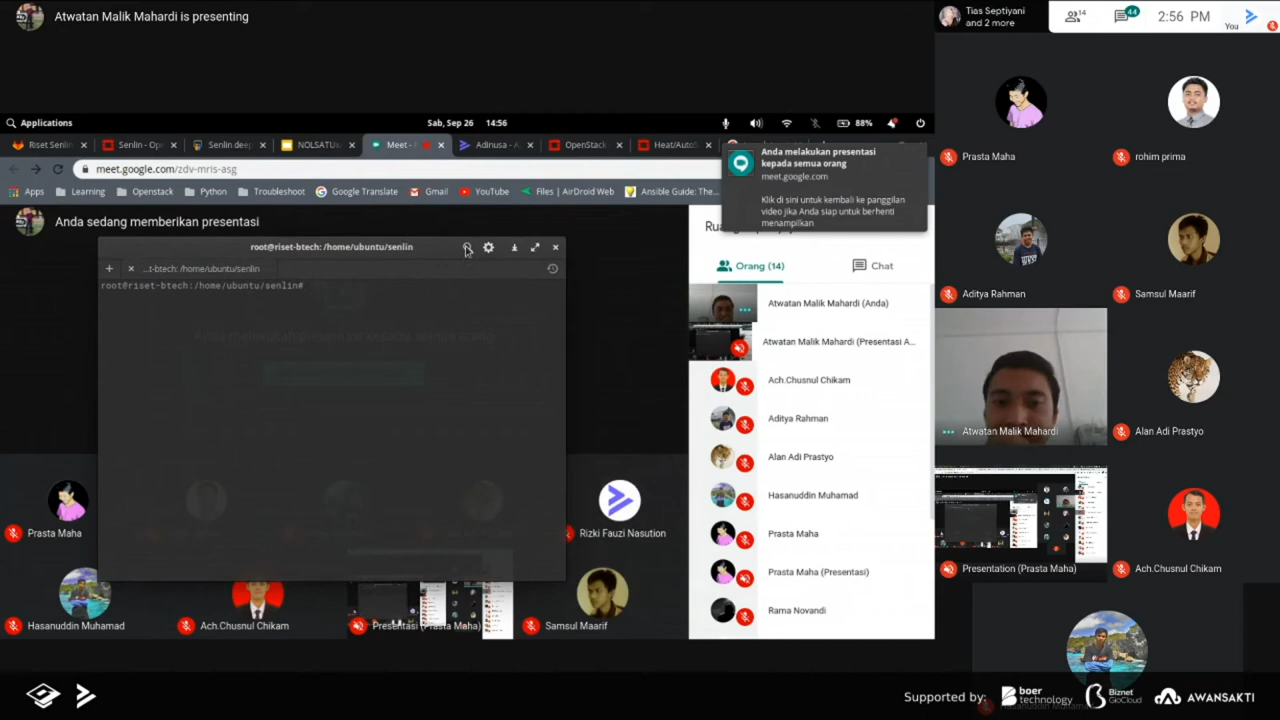 Atwatan Malik Mahardi is presenting
Tias Septiyani
and 2 more
14
44
2:56 PM
You
Applications
Sab, Sep 26 14:56
88%
Riset Senlin
Senlin - Op
Senlin dee
NOLSATU
Meet -
Adinusa - A
OpenStack
Heat/AutoS
meet.google.com/zdv-mris-asg
Apps
Learning
Openstack
Python
Troubleshoot
Google Translate
Gmail
YouTube
Files | AirDroid Web
Ansible Guide: The...
Anda melakukan presentasi
kepada semua orang
meet.google.com
Klik di sini untuk kembali ke panggilan
video jika Anda siap untuk berhenti
menampilkan
Anda sedang memberikan presentasi
root@riset-btech: /home/ubuntu/senlin
...t-btech: /home/ubuntu/senlin
root@riset-btech:/home/ubuntu/senlin#
Orang (14)
Chat
Atwatan Malik Mahardi (Anda)
Atwatan Malik Mahardi (Presentasi A...
Ach.Chusnul Chikam
Aditya Rahman
Alan Adi Prastyo
Hasanuddin Muhamad
Prasta Maha
Prasta Maha (Presentasi)
Rama Novandi
Prasta Maha
Rizki Fauzi Nasution
Hasanuddin Muhamad
Ach.Chusnul Chikam
Presentasi (Prasta Maha)
Samsul Maarif
Prasta Maha
rohim prima
Aditya Rahman
Samsul Maarif
Atwatan Malik Mahardi
Alan Adi Prastyo
Presentation (Prasta Maha)
Ach.Chusnul Chikam
Supported by:
boer
technology
Biznet
GioCloud
AWANSAKTI